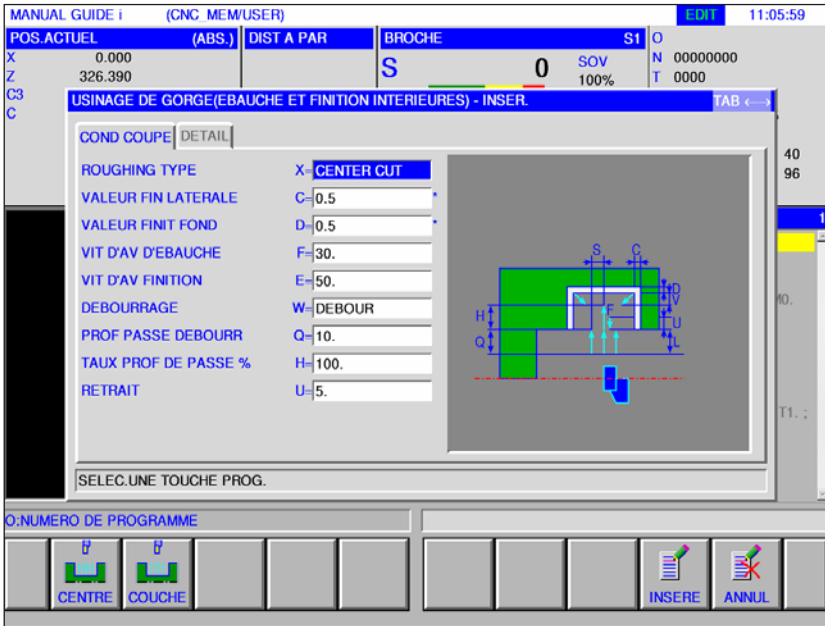 MANUAL GUIDE i (CNC_MEM/USER) EDIT 11:05:59
POS.ACTUEL (ABS.) DIST A PAR BROCHE S1 O
X 0.000 S 0 SOV N 00000000
Z 326.390 100% T 0000
C3
C
USINAGE DE GORGE(EBAUCHE ET FINITION INTERIEURES) - INSER. TAB ←→
COND COUPE DETAIL
ROUGHING TYPE X= CENTER CUT
VALEUR FIN LATERALE C= 0.5 *
VALEUR FINIT FOND D= 0.5 *
VIT D'AV D'EBAUCHE F= 30.
VIT D'AV FINITION E= 50.
DEBOURRAGE W= DEBOUR
PROF PASSE DEBOURR Q= 10.
TAUX PROF DE PASSE % H= 100.
RETRAIT U= 5.
S C
D
V
H F U
Q L
40
96
1
M0.
T1. ;
SELEC.UNE TOUCHE PROG.
O:NUMERO DE PROGRAMME
CENTRE COUCHE INSERE ANNUL